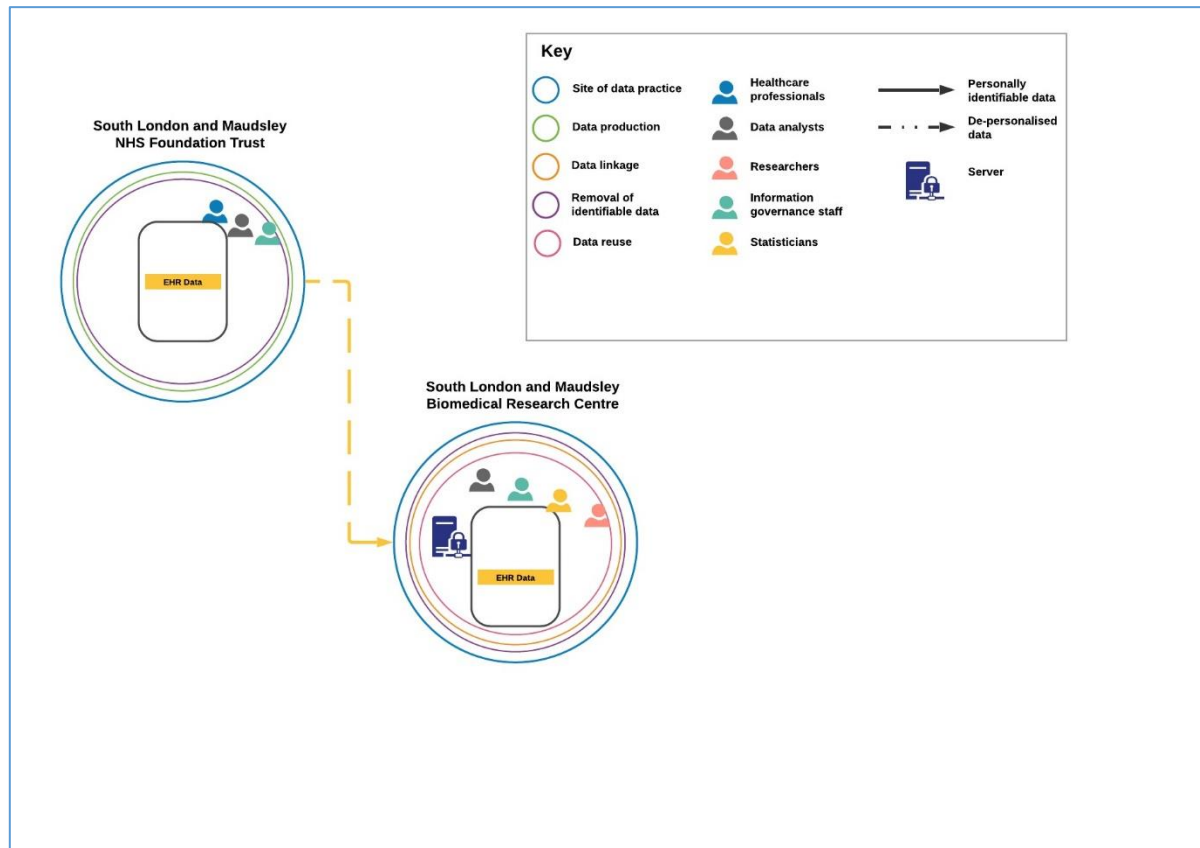 Key
Site of data practice
Data production
Data linkage
Removal of
identifiable data
Data reuse
Healthcare
professionals
Data analysts
Researchers
Information
governance staff
Statisticians
Personally
identifiable data
De-personalised
data
Server
South London and Maudsley
NHS Foundation Trust
EHR Data
South London and Maudsley
Biomedical Research Centre
EHR Data